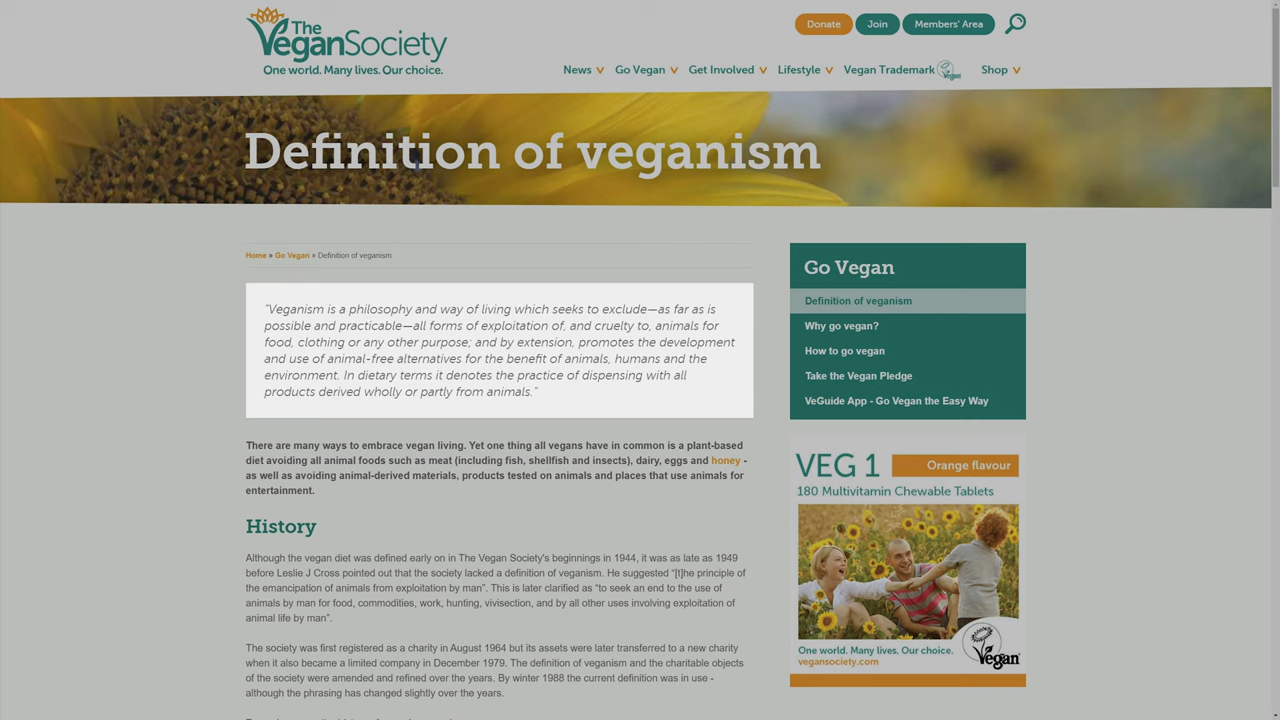 The
VeganSociety
One world. Many lives. Our choice.
Donate
Join
Members' Area
News
Go Vegan
Get Involved
Lifestyle
Vegan Trademark
Vegan
Shop
Definition of veganism
Home » Go Vegan » Definition of veganism
"Veganism is a philosophy and way of living which seeks to exclude—as far as is
possible and practicable—all forms of exploitation of, and cruelty to, animals for
food, clothing or any other purpose; and by extension, promotes the development
and use of animal-free alternatives for the benefit of animals, humans and the
environment. In dietary terms it denotes the practice of dispensing with all
products derived wholly or partly from animals."
There are many ways to embrace vegan living. Yet one thing all vegans have in common is a plant-based
diet avoiding all animal foods such as meat (including fish, shellfish and insects), dairy, eggs and honey -
as well as avoiding animal-derived materials, products tested on animals and places that use animals for
entertainment.
History
Although the vegan diet was defined early on in The Vegan Society's beginnings in 1944, it was as late as 1949
before Leslie J Cross pointed out that the society lacked a definition of veganism. He suggested “[t]he principle of
the emancipation of animals from exploitation by man”. This is later clarified as “to seek an end to the use of
animals by man for food, commodities, work, hunting, vivisection, and by all other uses involving exploitation of
animal life by man”.
The society was first registered as a charity in August 1964 but its assets were later transferred to a new charity
when it also became a limited company in December 1979. The definition of veganism and the charitable objects
of the society were amended and refined over the years. By winter 1988 the current definition was in use -
although the phrasing has changed slightly over the years.
Go Vegan
Definition of veganism
Why go vegan?
How to go vegan
Take the Vegan Pledge
VeGuide App - Go Vegan the Easy Way
VEG 1
Orange flavour
180 Multivitamin Chewable Tablets
One world. Many lives. Our choice.
vegansociety.com
Vegan